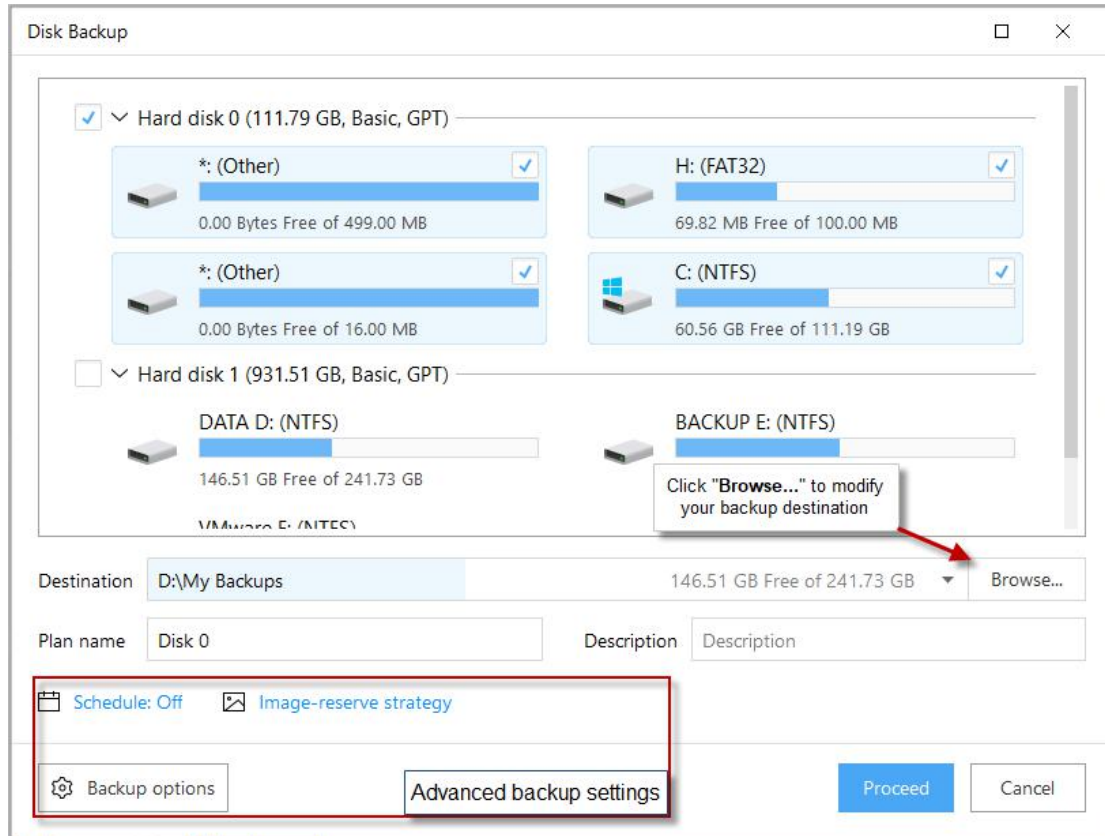 Disk Backup
Hard disk 0 (111.79 GB, Basic, GPT)
*: (Other)
0.00 Bytes Free of 499.00 MB
H: (FAT32)
69.82 MB Free of 100.00 MB
*: (Other)
0.00 Bytes Free of 16.00 MB
C: (NTFS)
60.56 GB Free of 111.19 GB
Hard disk 1 (931.51 GB, Basic, GPT)
DATA D: (NTFS)
146.51 GB Free of 241.73 GB
BACKUP E: (NTFS)
VMware F: (NTFS)
Click "Browse..." to modify
your backup destination
Destination D:\My Backups 146.51 GB Free of 241.73 GB Browse...
Plan name Disk 0 Description Description
Schedule: Off Image-reserve strategy
Backup options Advanced backup settings Proceed Cancel